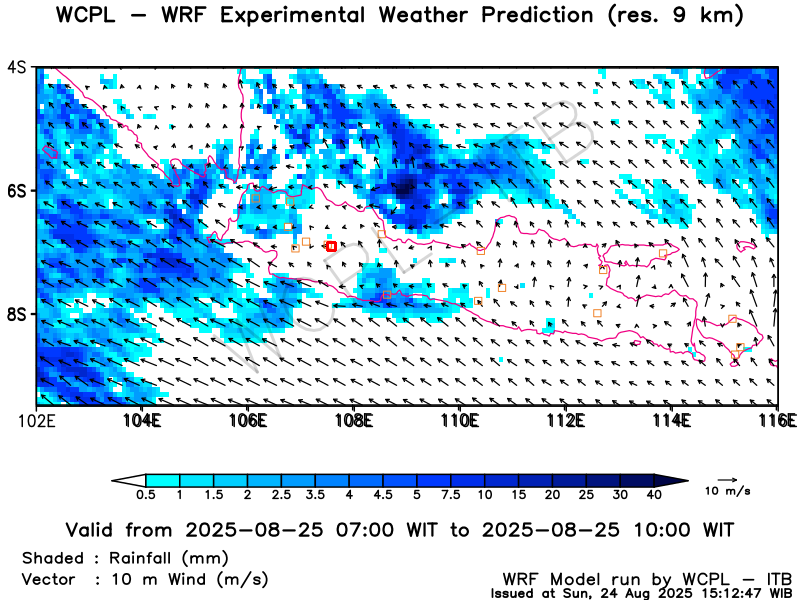 WCPL – WRF Experimental Weather Prediction (res. 9 km)
4S
6S
8S
102E 104E 106E 108E 110E 112E 114E 116E
WCPL ITB
0.5 1 1.5 2 2.5 3.5 4 4.5 5 7.5 10 15 20 25 30 40
10 m/s
Valid from 2025-08-25 07:00 WIT to 2025-08-25 10:00 WIT
Shaded : Rainfall (mm)
Vector : 10 m Wind (m/s)
WRF Model run by WCPL – ITB
Issued at Sun, 24 Aug 2025 15:12:47 WIB